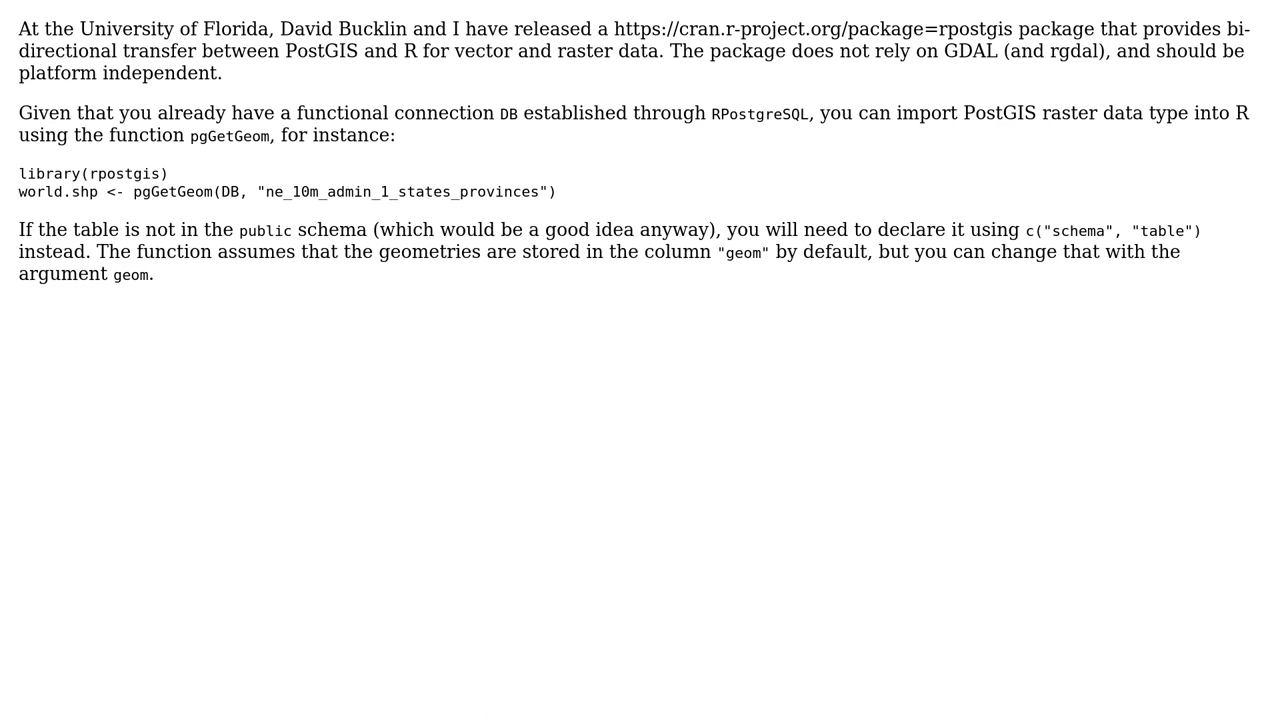 At the University of Florida, David Bucklin and I have released a https://cran.r-project.org/package=rpostgis package that provides bi-
directional transfer between PostGIS and R for vector and raster data. The package does not rely on GDAL (and rgdal), and should be
platform independent.
Given that you already have a functional connection DB established through RPostgreSQL, you can import PostGIS raster data type into R
using the function pgGetGeom, for instance:
library(rpostgis)
world.shp <- pgGetGeom(DB, "ne_10m_admin_1_states_provinces")
If the table is not in the public schema (which would be a good idea anyway), you will need to declare it using c("schema", "table")
instead. The function assumes that the geometries are stored in the column "geom" by default, but you can change that with the
argument geom.